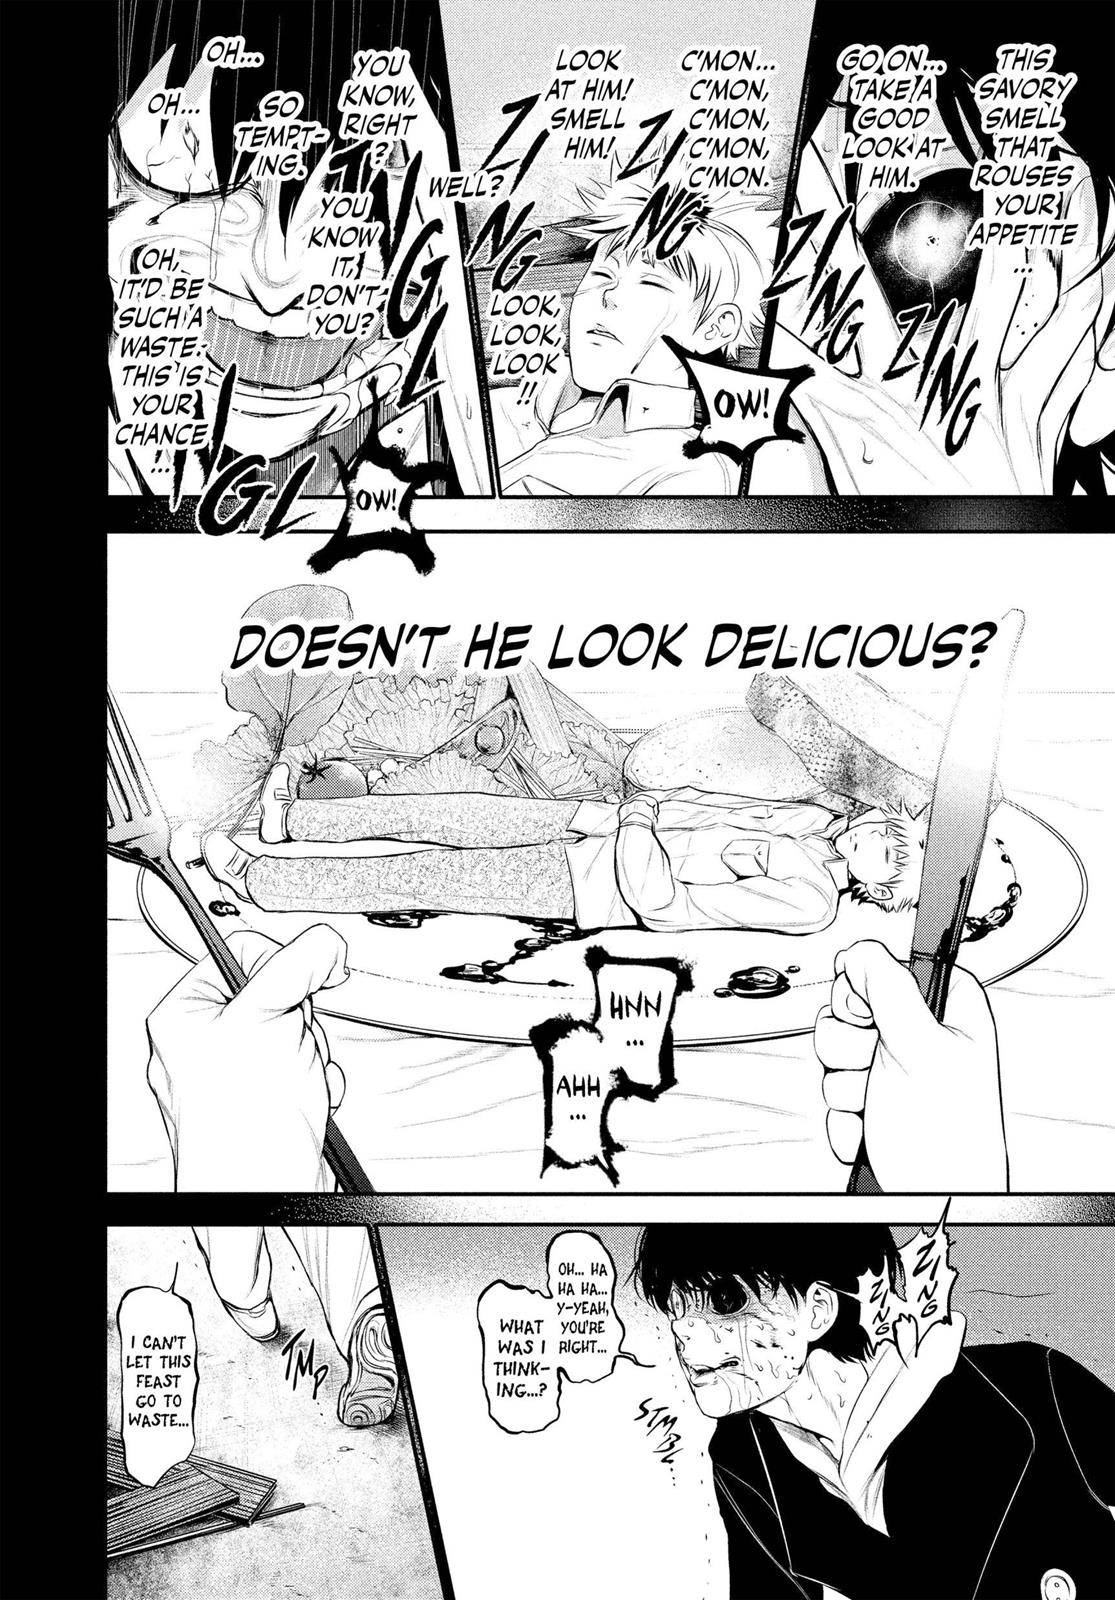 THIS
SAVORY
SMELL
THAT
ROUSES
YOUR
APPETITE
...
GO ON...
TAKE A
GOOD
LOOK AT
HIM.
ZING
ZING
C'MON...
C'MON,
C'MON,
C'MON,
C'MON.
LOOK
AT HIM!
SMELL
HIM!
ZING
ZING
OW!
LOOK,
LOOK,
LOOK
!!
WELL?
YOU
KNOW,
RIGHT
?
YOU
KNOW
IT,
DON'T
YOU?
SO
TEMPT-
ING.
OH...
OH...
OH,
IT'D BE
SUCH A
WASTE.
THIS IS
YOUR
CHANCE
...
OW!
DOESN'T HE LOOK DELICIOUS?
HNN
...
AHH
...
ZING
ZING
OH... HA
HA HA...
Y-YEAH,
YOU'RE
RIGHT...
WHAT
WAS I
THINK-
ING...?
STMBL
TMP
I CAN'T
LET THIS
FEAST
GO TO
WASTE...